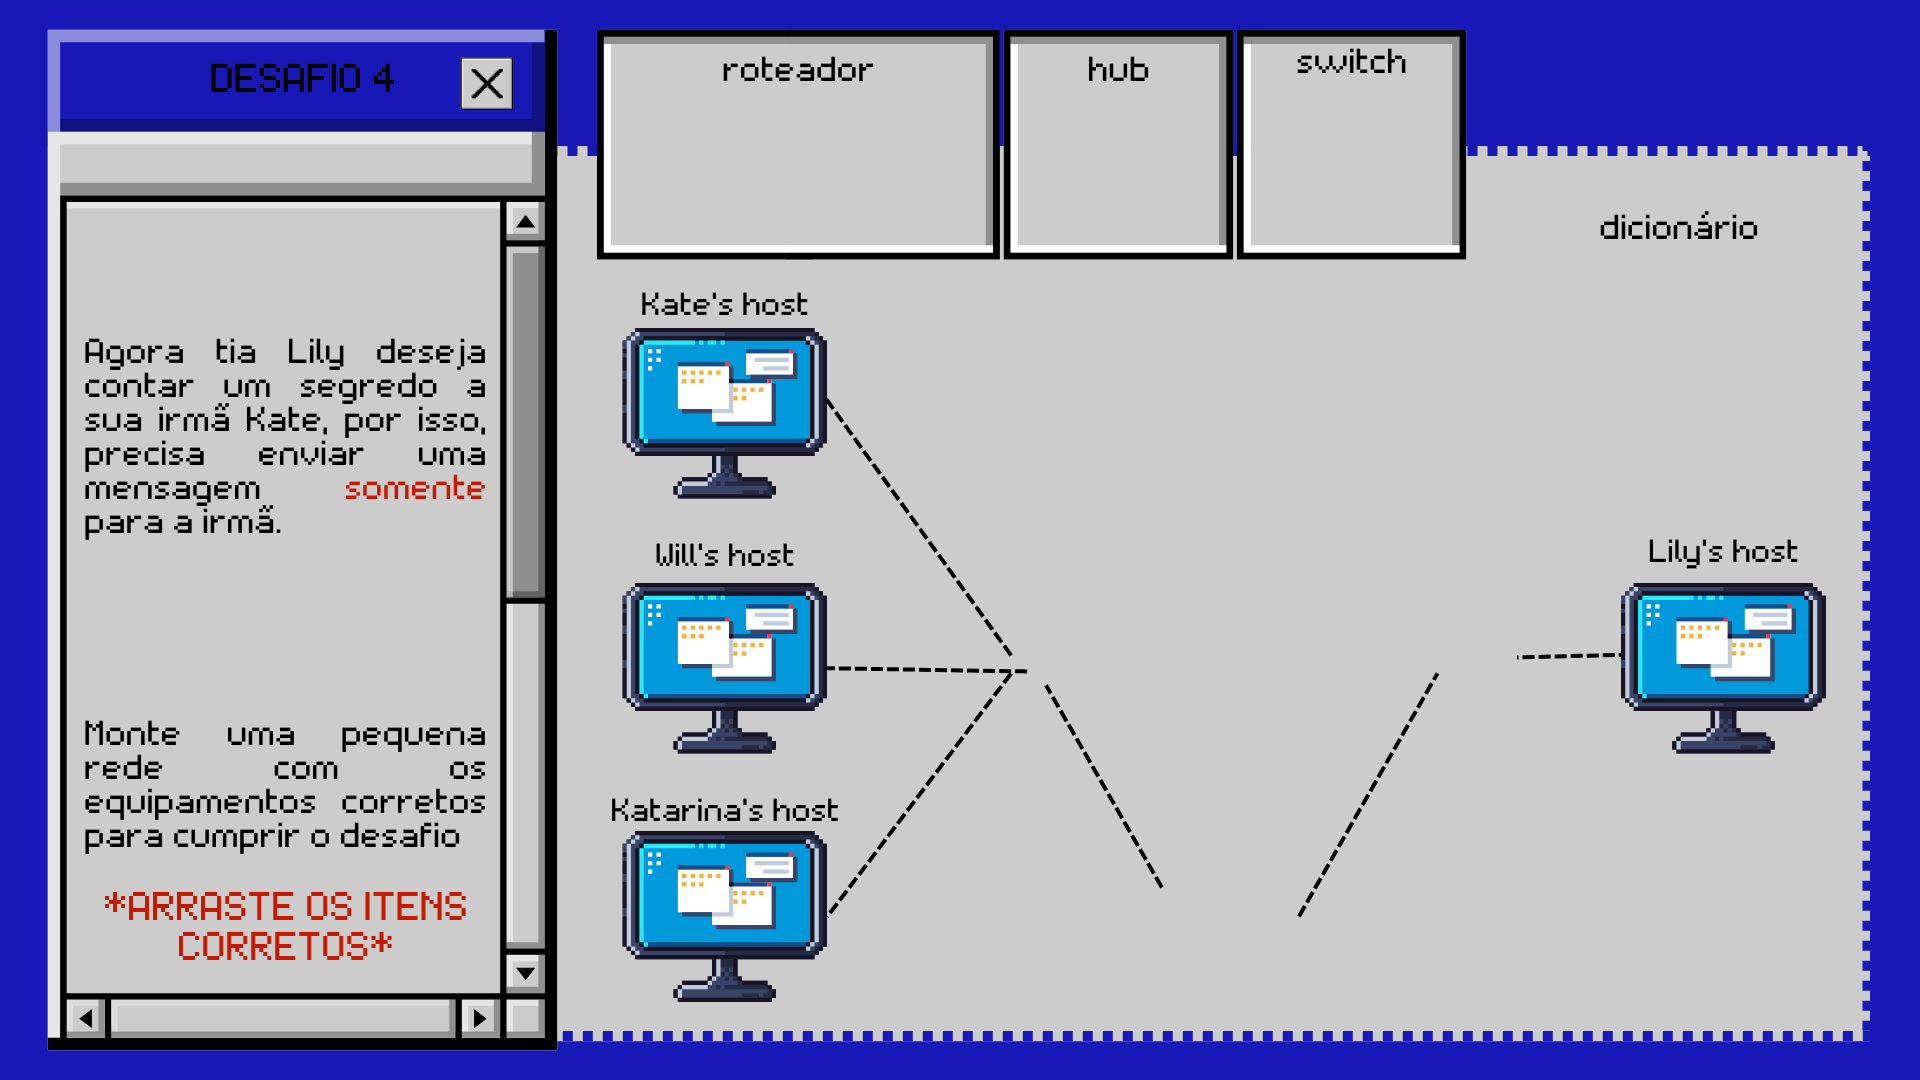 DESAFIO 4
Agora tia Lily deseja
contar um segredo a
sua irmã Kate, por isso,
precisa enviar uma
mensagem somente
para a irmã.
Monte uma pequena
rede com os
equipamentos corretos
para cumprir o desafio
*ARRASTE OS ITENS
CORRETOS*
roteador
hub
switch
dicionário
Kate's host
Will's host
Katarina's host
Lily's host